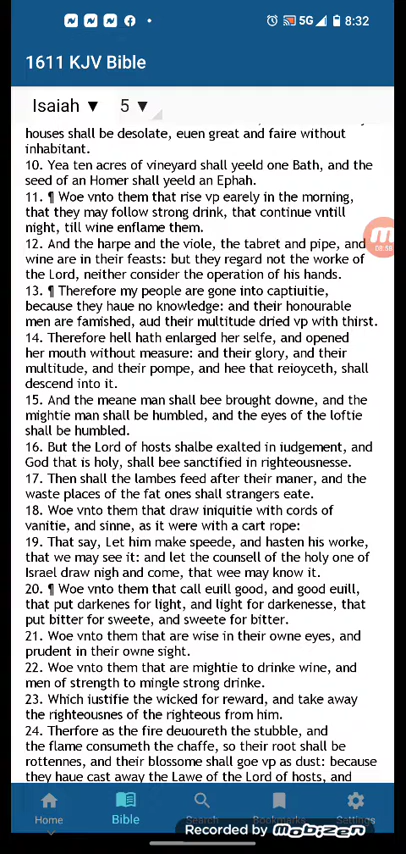 8:32
5G
1611 KJV Bible
Isaiah ▼ 5 ▼
houses shall be desolate, euen great and faire without
inhabitant.
10. Yea ten acres of vineyard shall yeeld one Bath, and the
seed of an Homer shall yeeld an Ephah.
11. ¶ Woe vnto them that rise vp earely in the morning,
that they may follow strong drink, that continue vntill
night, till wine enflame them.
12. And the harpe and the viole, the tabret and pipe, and
wine are in their feasts: but they regard not the worke of
the Lord, neither consider the operation of his hands.
13. ¶ Therefore my people are gone into captiuitie,
because they haue no knowledge: and their honourable
men are famished, aud their multitude dried vp with thirst.
14. Therefore hell hath enlarged her selfe, and opened
her mouth without measure: and their glory, and their
multitude, and their pompe, and hee that reioyceth, shall
descend into it.
15. And the meane man shall bee brought downe, and the
mightie man shall be humbled, and the eyes of the loftie
shall be humbled.
16. But the Lord of hosts shalbe exalted in iudgement, and
God that is holy, shall bee sanctified in righteousnesse.
17. Then shall the lambes feed after their maner, and the
waste places of the fat ones shall strangers eate.
18. Woe vnto them that draw iniquitie with cords of
vanitie, and sinne, as it were with a cart rope:
19. That say, Let him make speede, and hasten his worke,
that we may see it: and let the counsell of the holy one of
Israel draw nigh and come, that wee may know it.
20. ¶ Woe vnto them that call euill good, and good euill,
that put darkenes for light, and light for darkenesse, that
put bitter for sweete, and sweete for bitter.
21. Woe vnto them that are wise in their owne eyes, and
prudent in their owne sight.
22. Woe vnto them that are mightie to drinke wine, and
men of strength to mingle strong drinke.
23. Which iustifie the wicked for reward, and take away
the righteousnes of the righteous from him.
24. Therfore as the fire deuoureth the stubble, and
the flame consumeth the chaffe, so their root shall be
rottennes, and their blossome shall goe vp as dust: because
they haue cast away the Lawe of the Lord of hosts, and
Home Bible Search Bookmarks Settings
Recorded by mobizen